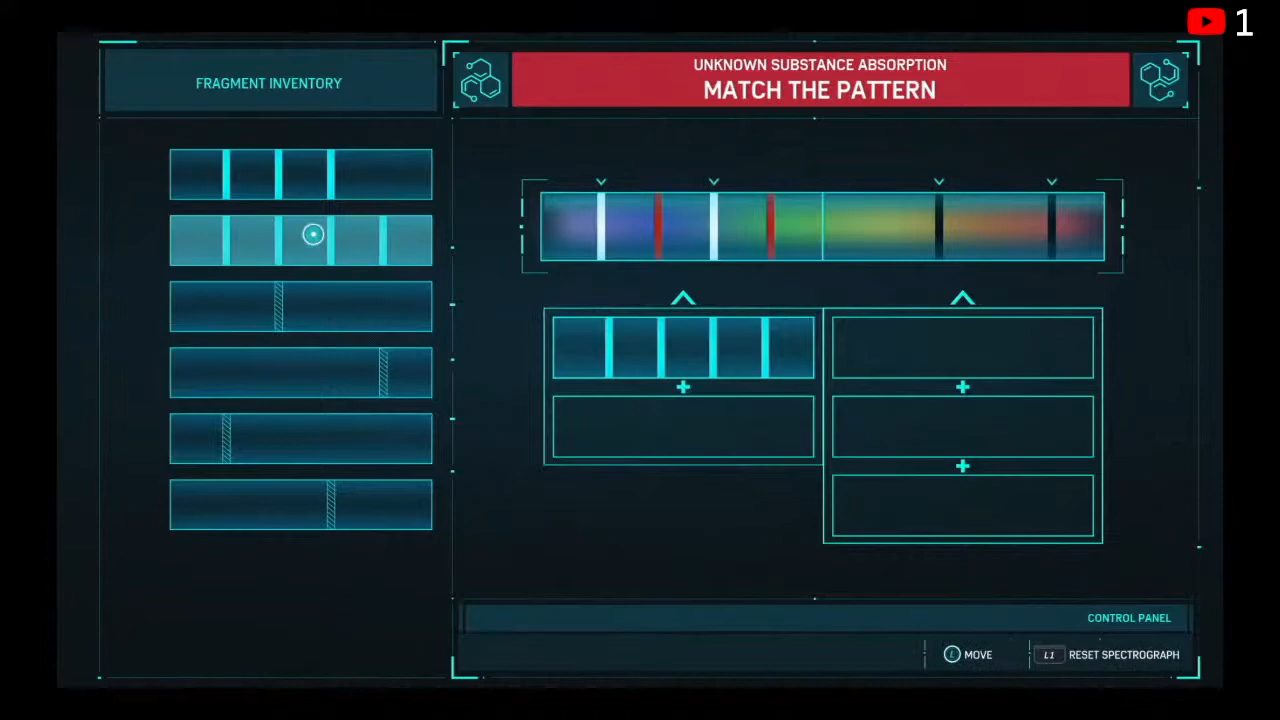 1
FRAGMENT INVENTORY
UNKNOWN SUBSTANCE ABSORPTION
MATCH THE PATTERN
CONTROL PANEL
L MOVE
L1 RESET SPECTROGRAPH